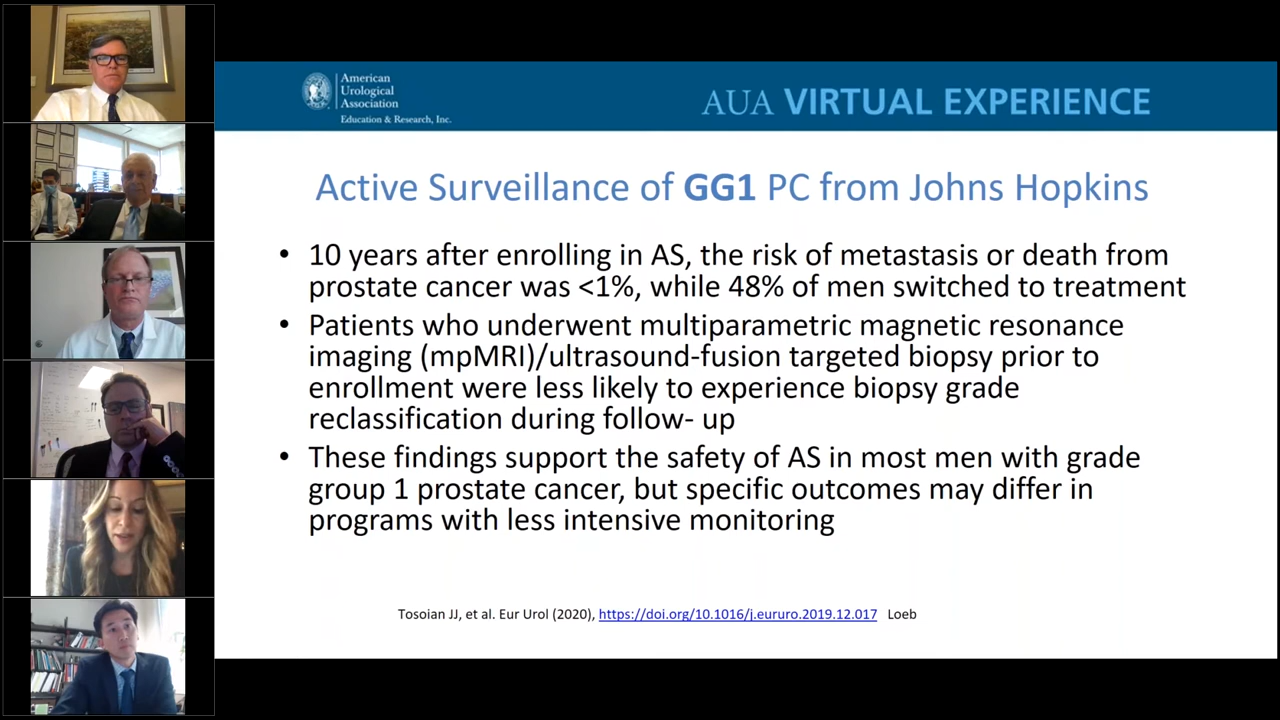 American
Urological
Association
Education & Research, Inc.
AUA VIRTUAL EXPERIENCE
Active Surveillance of GG1 PC from Johns Hopkins
• 10 years after enrolling in AS, the risk of metastasis or death from
prostate cancer was <1%, while 48% of men switched to treatment
• Patients who underwent multiparametric magnetic resonance
imaging (mpMRI)/ultrasound-fusion targeted biopsy prior to
enrollment were less likely to experience biopsy grade
reclassification during follow- up
• These findings support the safety of AS in most men with grade
group 1 prostate cancer, but specific outcomes may differ in
programs with less intensive monitoring
Tosoian JJ, et al. Eur Urol (2020), https://doi.org/10.1016/j.eururo.2019.12.017 Loeb